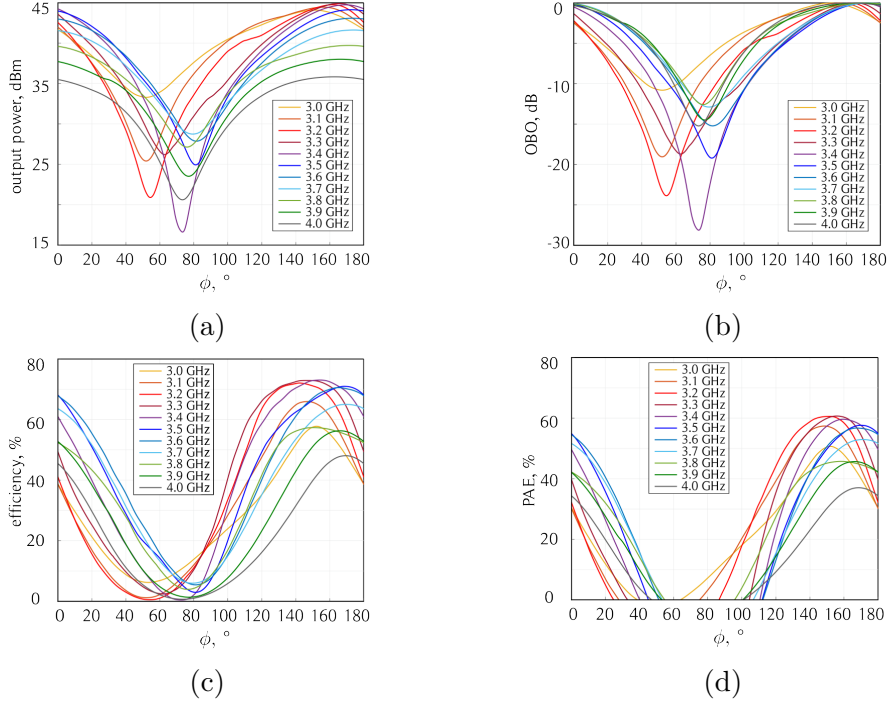 45
35
25
15
output power, dBm
3.0 GHz
3.1 GHz
3.2 GHz
3.3 GHz
3.4 GHz
3.5 GHz
3.6 GHz
3.7 GHz
3.8 GHz
3.9 GHz
4.0 GHz
0 20 40 60 80 100 120 140 160 180
ϕ, °
(a)
0
-10
-20
-30
OBO, dB
3.0 GHz
3.1 GHz
3.2 GHz
3.3 GHz
3.4 GHz
3.5 GHz
3.6 GHz
3.7 GHz
3.8 GHz
3.9 GHz
4.0 GHz
0 20 40 60 80 100 120 140 160 180
ϕ, °
(b)
80
60
40
20
0
efficiency, %
3.0 GHz
3.1 GHz
3.2 GHz
3.3 GHz
3.4 GHz
3.5 GHz
3.6 GHz
3.7 GHz
3.8 GHz
3.9 GHz
4.0 GHz
0 20 40 60 80 100 120 140 160 180
ϕ, °
(c)
80
60
40
20
0
PAE, %
3.0 GHz
3.1 GHz
3.2 GHz
3.3 GHz
3.4 GHz
3.5 GHz
3.6 GHz
3.7 GHz
3.8 GHz
3.9 GHz
4.0 GHz
0 20 40 60 80 100 120 140 160 180
ϕ, °
(d)